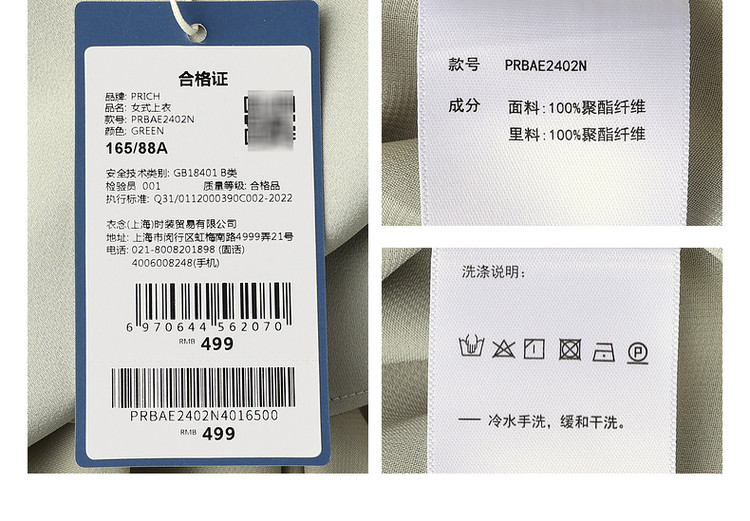 合格证
品牌: PRICH
品名: 女式上衣
款号: PRBAE2402N
颜色: GREEN
165/88A
安全技术类别: GB18401 B类
检验员 001 质量等级: 合格品
执行标准: Q31/0112000390C002-2022
衣念(上海)时装贸易有限公司
地址: 上海市闵行区虹梅南路4999弄21号
电话: 021-8008201898 (固话)
4006008248(手机)
6 970644 562070
RMB 499
PRBAE2402N4016500
RMB 499
款号 PRBAE2402N
成分 面料:100%聚酯纤维
里料:100%聚酯纤维
洗涤说明:
P
— 冷水手洗，缓和干洗。